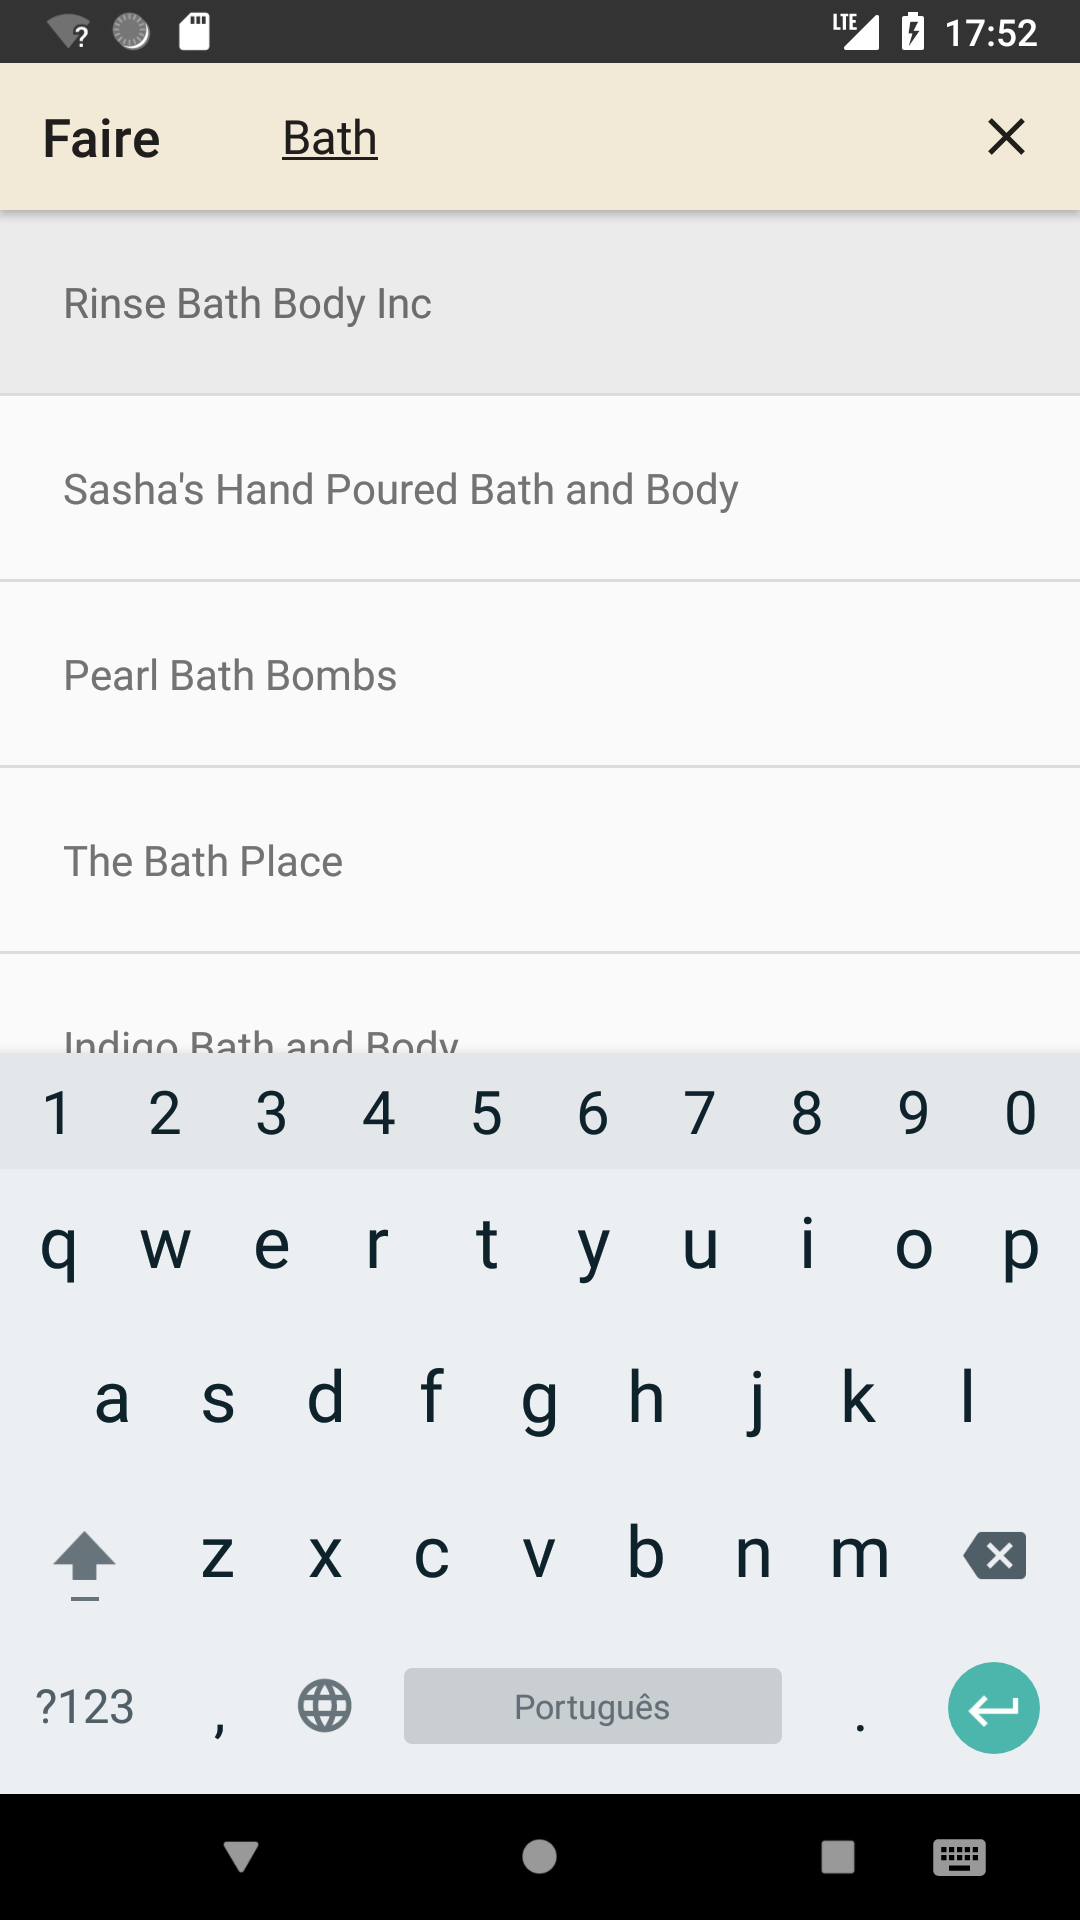 LTE 17:52
Faire Bath
Rinse Bath Body Inc
Sasha's Hand Poured Bath and Body
Pearl Bath Bombs
The Bath Place
Indigo Bath and Body
1 2 3 4 5 6 7 8 9 0
q w e r t y u i o p
a s d f g h j k l
z x c v b n m
?123 , Português .